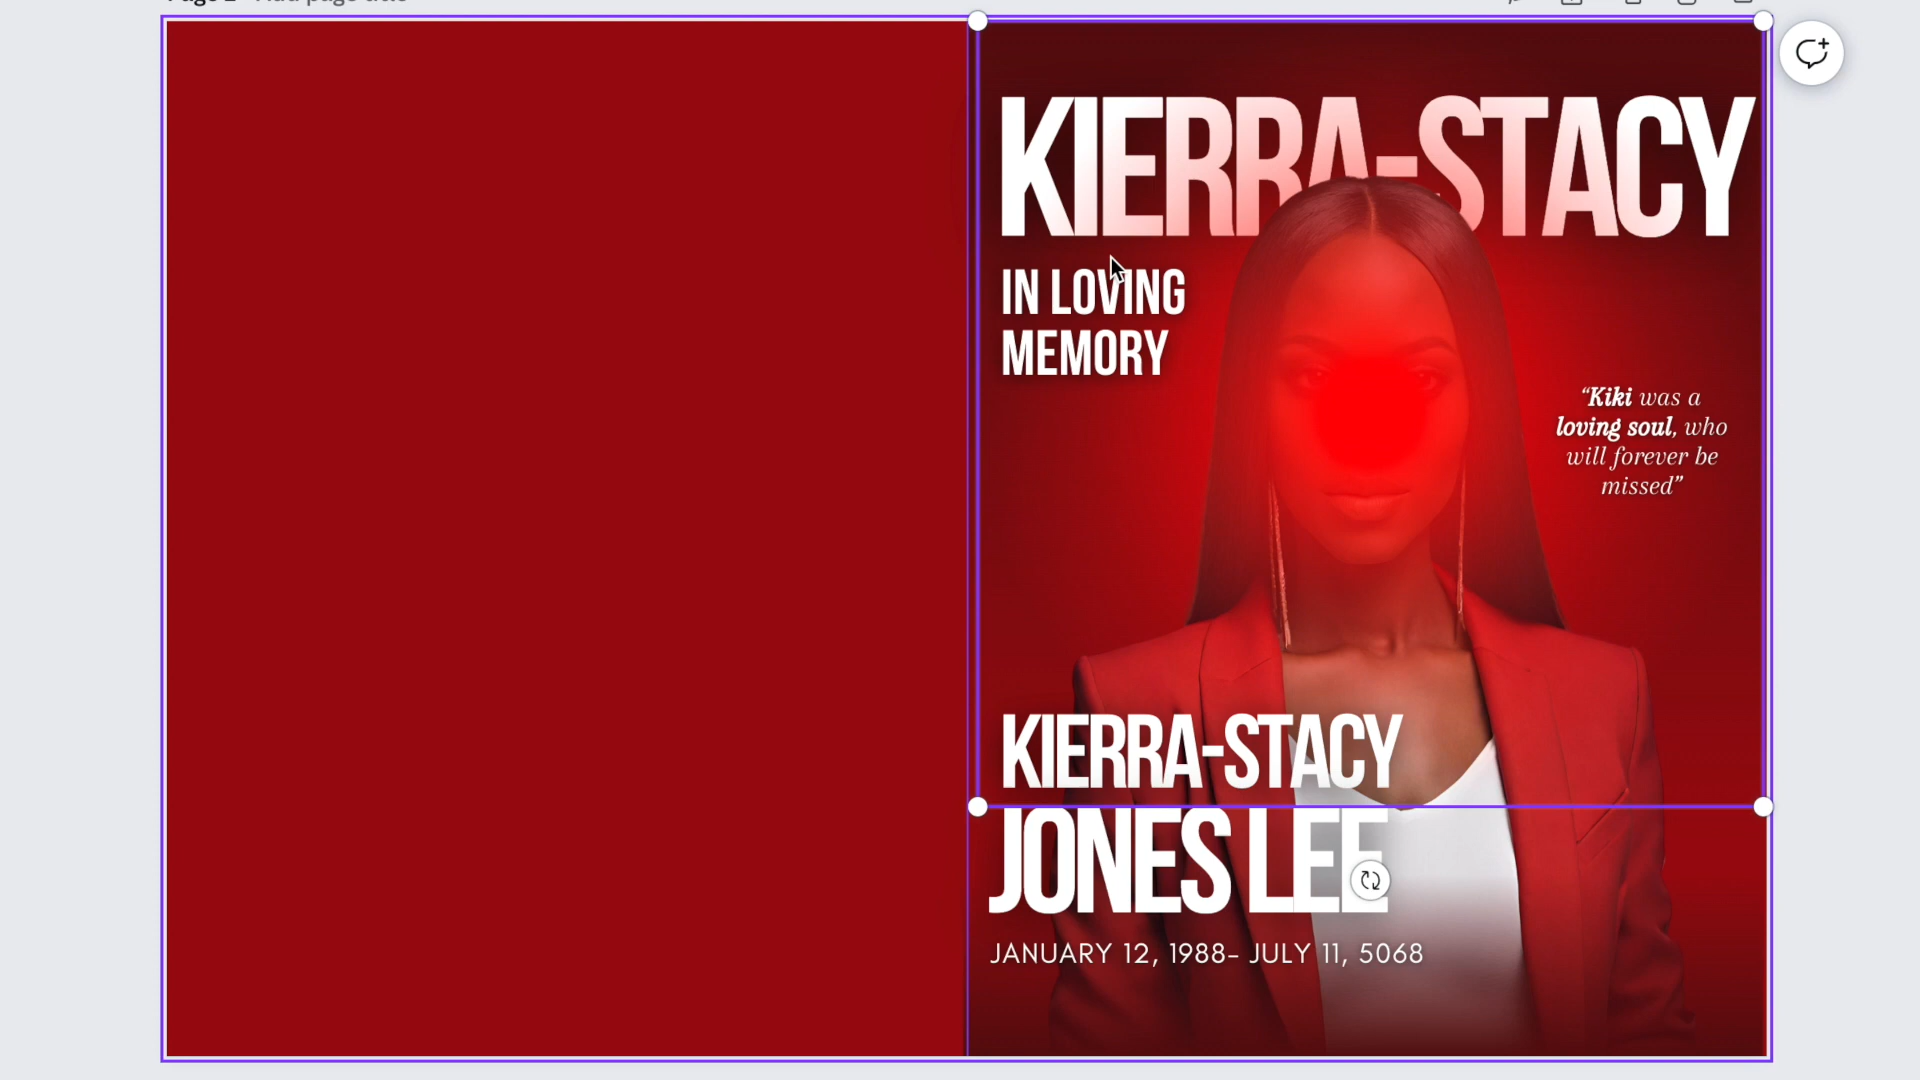 KIERRA-STACY
IN LOVING
MEMORY
“Kiki was a
loving soul, who
will forever be
missed”
KIERRA-STACY
JONES LEE
JANUARY 12, 1988- JULY 11, 5068